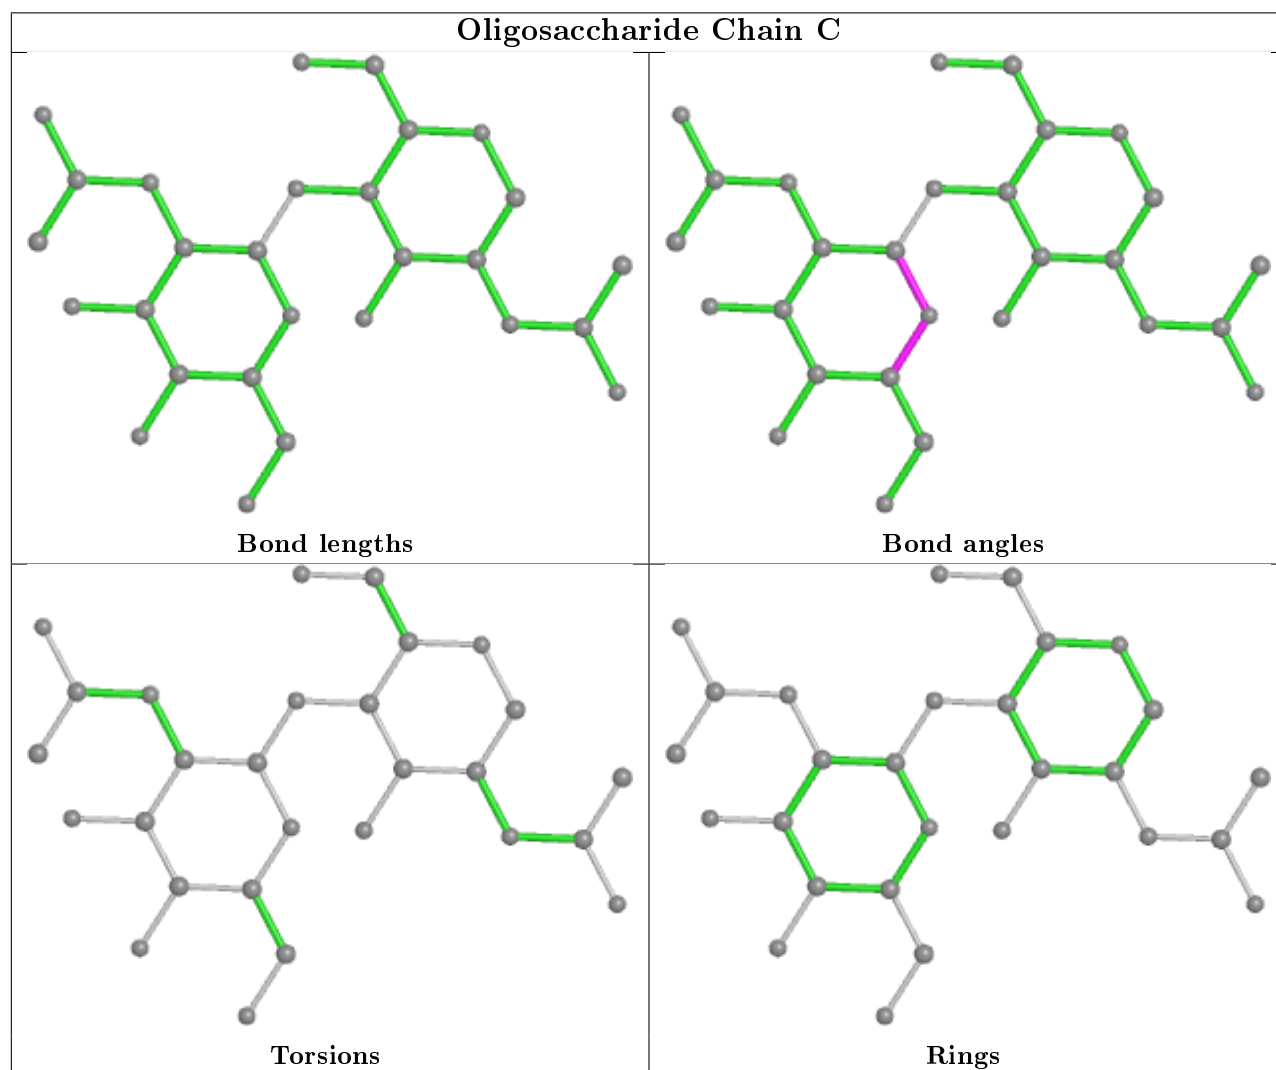 Oligosaccharide Chain C
Bond lengths
Bond angles
Torsions
Rings